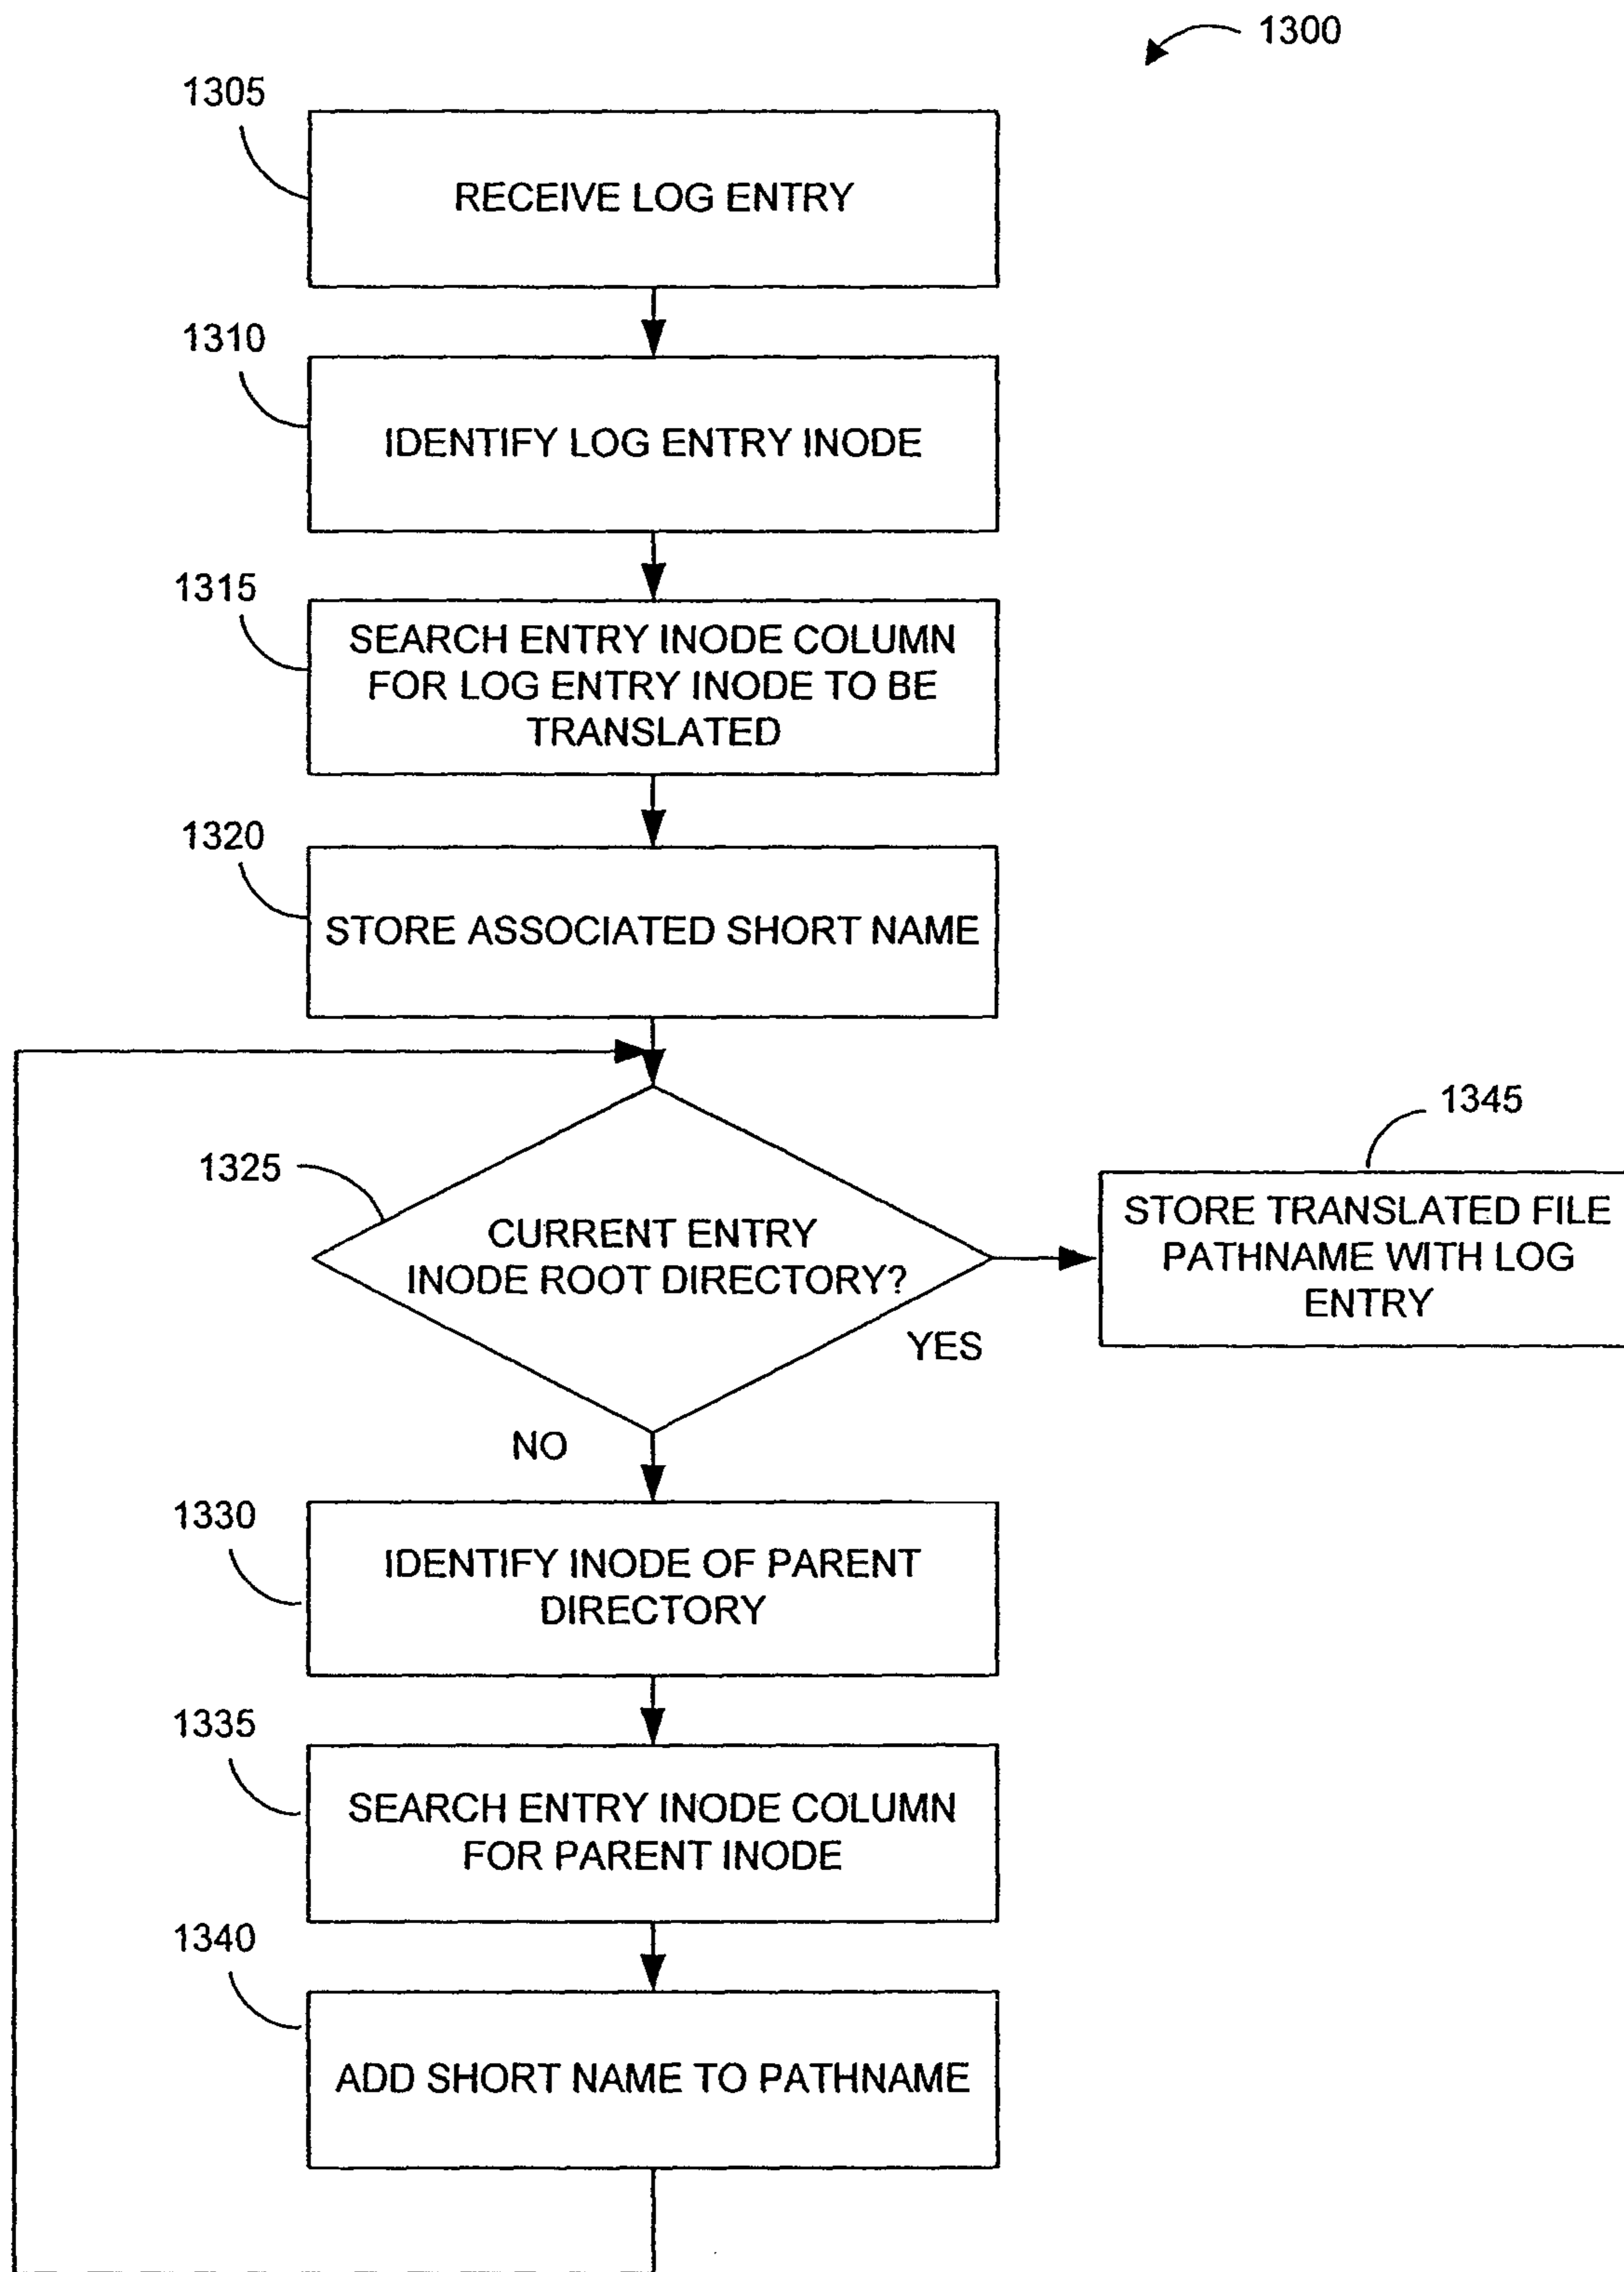 1300
1305
RECEIVE LOG ENTRY
1310
IDENTIFY LOG ENTRY INODE
1315
SEARCH ENTRY INODE COLUMN
FOR LOG ENTRY INODE TO BE
TRANSLATED
1320
STORE ASSOCIATED SHORT NAME
1325
CURRENT ENTRY
INODE ROOT DIRECTORY?
YES
1345
STORE TRANSLATED FILE
PATHNAME WITH LOG
ENTRY
NO
1330
IDENTIFY INODE OF PARENT
DIRECTORY
1335
SEARCH ENTRY INODE COLUMN
FOR PARENT INODE
1340
ADD SHORT NAME TO PATHNAME